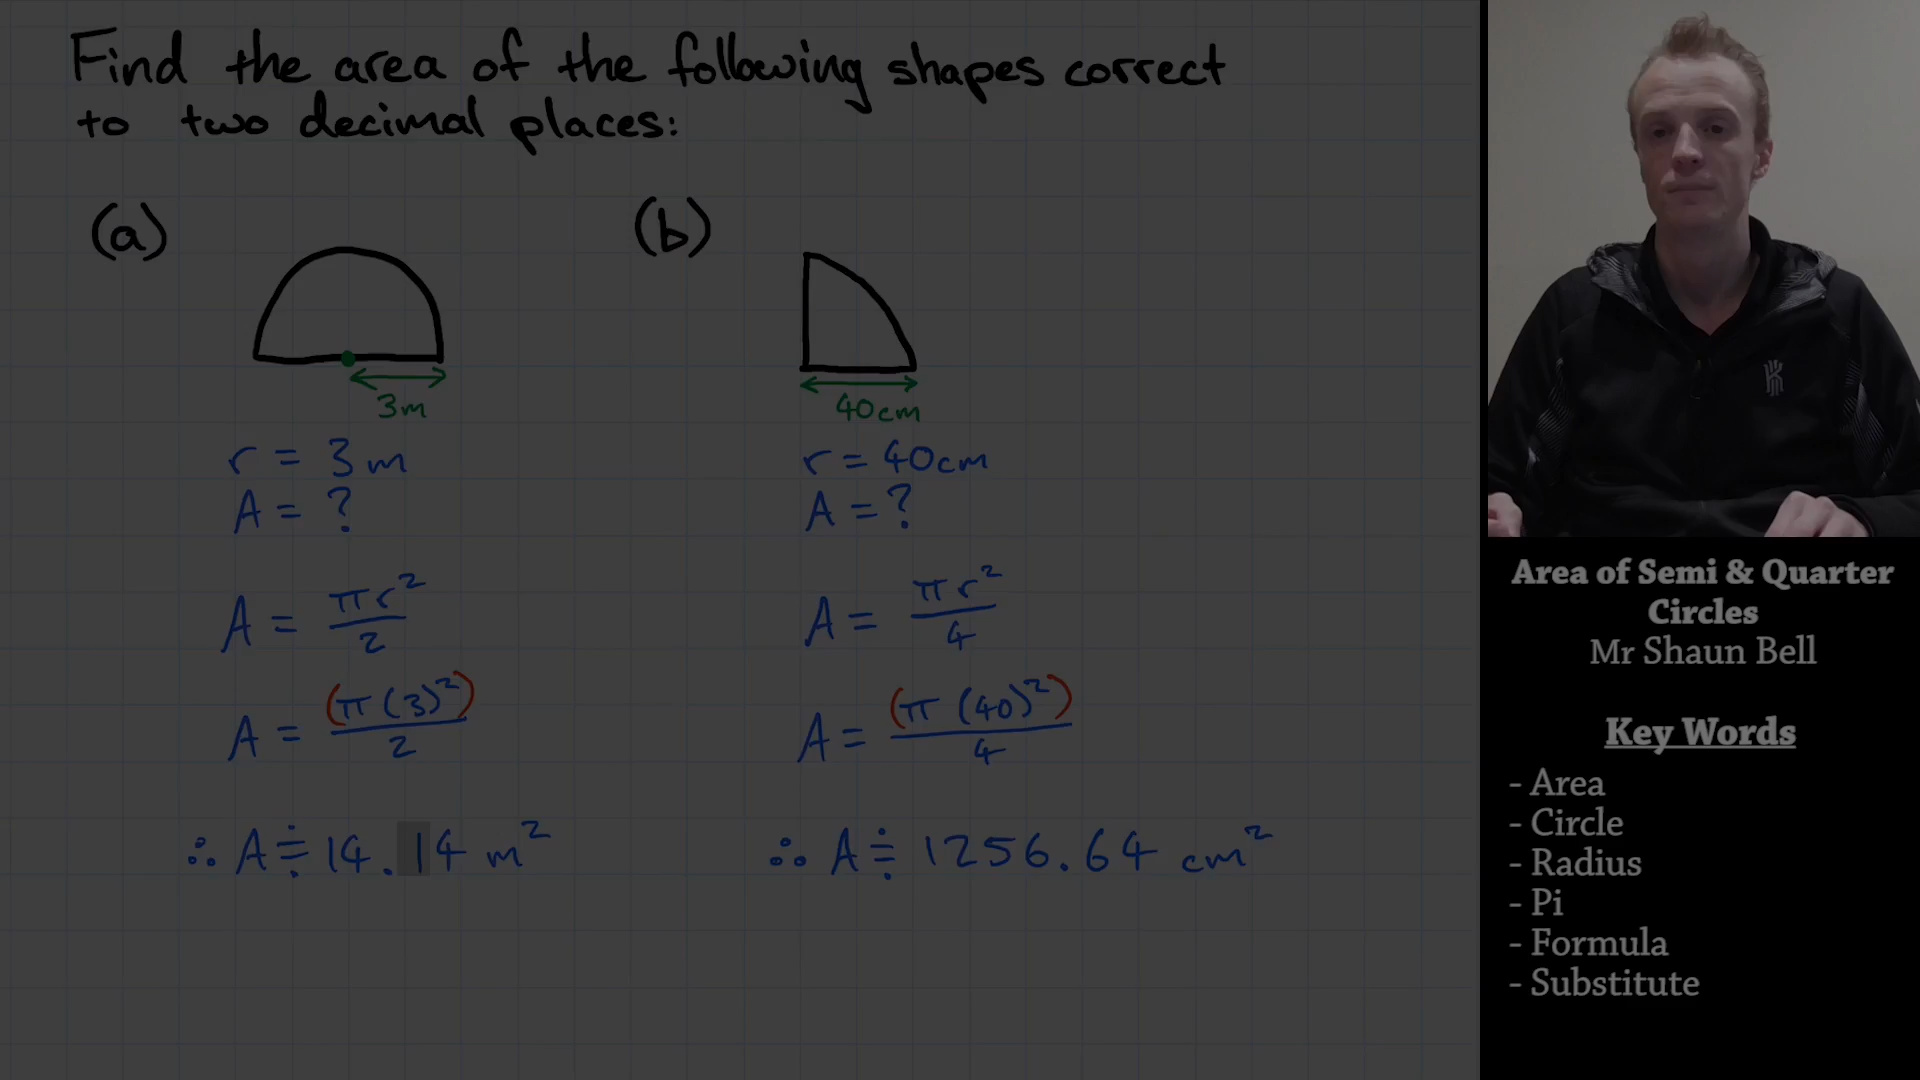 Find the area of the following shapes correct
to two decimal places:
(a)
3m
r = 3m
A = ?
A = πr²/2
A = (π(3)²)/2
∴ A ≑ 14.14 m²
(b)
40cm
r = 40cm
A = ?
A = πr²/4
A = (π(40)²)/4
∴ A ≑ 1256.64 cm²
Area of Semi & Quarter
Circles
Mr Shaun Bell
Key Words
- Area
- Circle
- Radius
- Pi
- Formula
- Substitute